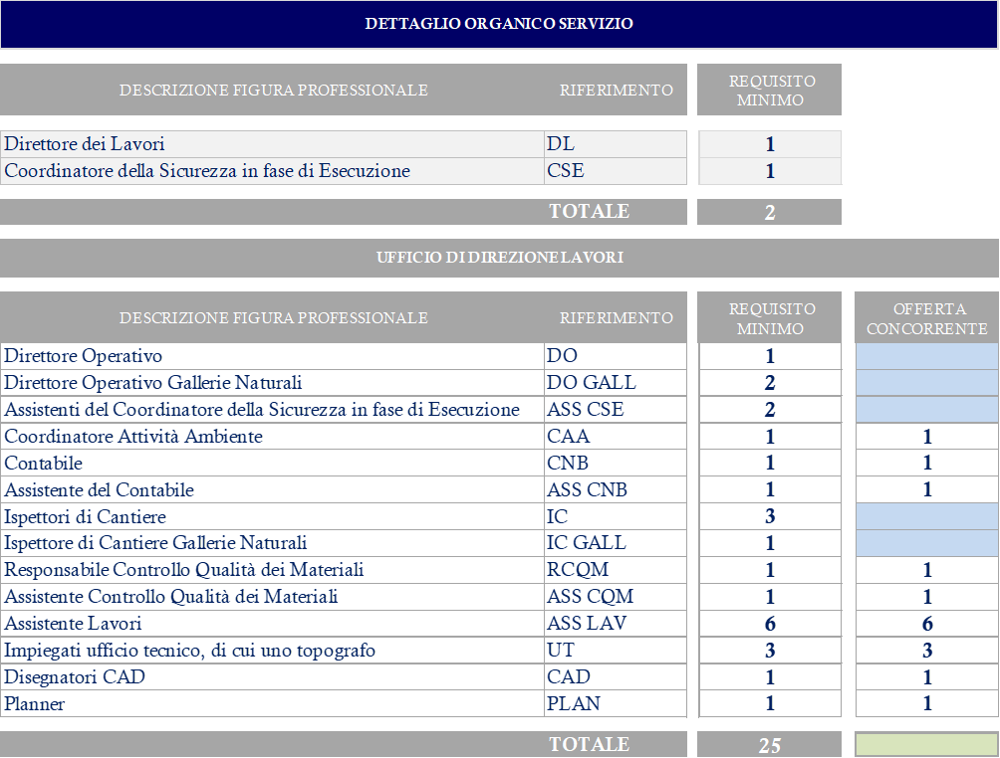 DETTAGLIO ORGANICO SERVIZIO
DESCRIZIONE FIGURA PROFESSIONALE RIFERIMENTO REQUISITO MINIMO
Direttore dei Lavori DL 1
Coordinatore della Sicurezza in fase di Esecuzione CSE 1
TOTALE 2
UFFICIO DI DIREZIONE LAVORI
DESCRIZIONE FIGURA PROFESSIONALE RIFERIMENTO REQUISITO MINIMO OFFERTA CONCORRENTE
Direttore Operativo DO 1
Direttore Operativo Gallerie Naturali DO GALL 2
Assistenti del Coordinatore della Sicurezza in fase di Esecuzione ASS CSE 2
Coordinatore Attività Ambiente CAA 1 1
Contabile CNB 1 1
Assistente del Contabile ASS CNB 1 1
Ispettori di Cantiere IC 3
Ispettore di Cantiere Gallerie Naturali IC GALL 1
Responsabile Controllo Qualità dei Materiali RCQM 1 1
Assistente Controllo Qualità dei Materiali ASS CQM 1 1
Assistente Lavori ASS LAV 6 6
Impiegati ufficio tecnico, di cui uno topografo UT 3 3
Disegnatori CAD CAD 1 1
Planner PLAN 1 1
TOTALE 25